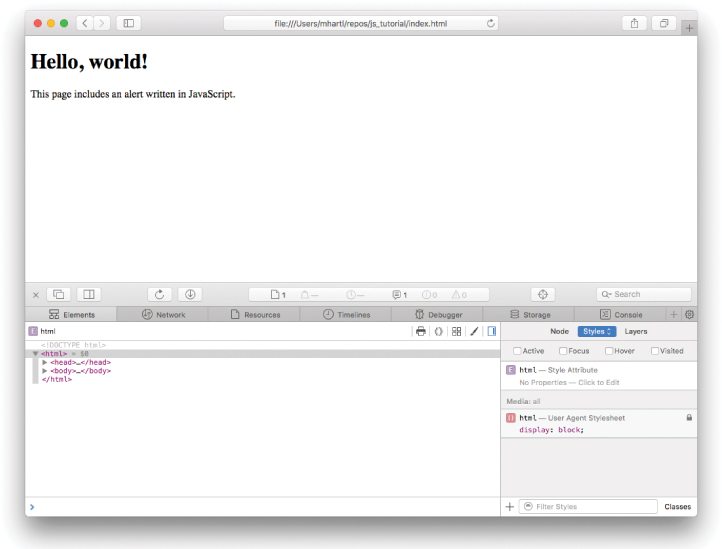 file:///Users/mhartl/repos/js_tutorial/index.html
Hello, world!
This page includes an alert written in JavaScript.
1 — — 1 0 0 Search
Elements Network Resources Timelines Debugger Storage Console
E html
Node Styles Layers
<!DOCTYPE html>
<html> = $0
<head>…</head>
<body>…</body>
</html>
Active Focus Hover Visited
E html — Style Attribute
No Properties — Click to Edit
Media: all
html — User Agent Stylesheet
display: block;
Filter Styles Classes